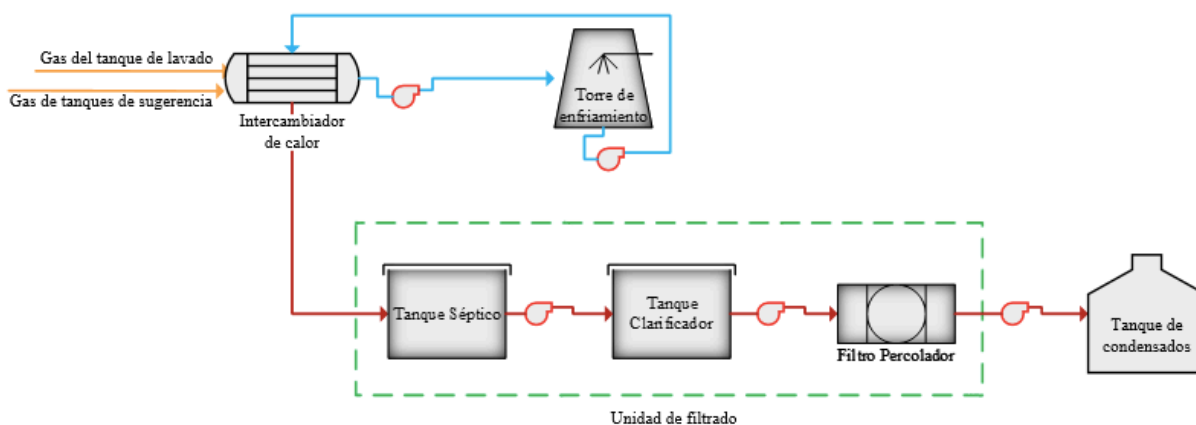 Gas del tanque de lavado
Gas de tanques de sugerencia
Intercambiador
de calor
Torre de
enfriamiento
Tanque Séptico
Tanque
Clarificador
Filtro Percolador
Tanque de
condensados
Unidad de filtrado